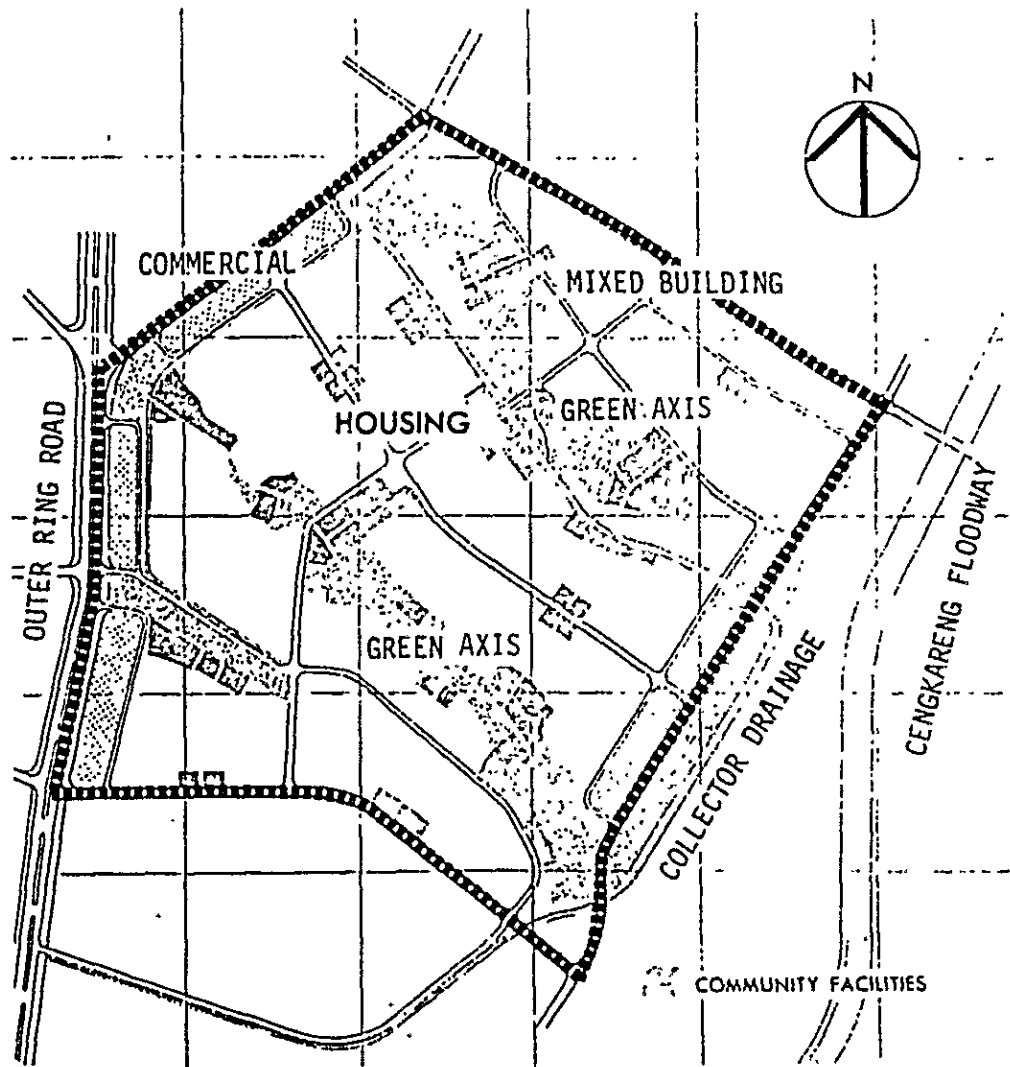 N
COMMERCIAL
MIXED BUILDING
HOUSING
GREEN AXIS
OUTER RING ROAD
GREEN AXIS
CENGKARENG FLOODWAY
COLLECTOR DRAINAGE
COMMUNITY FACILITIES